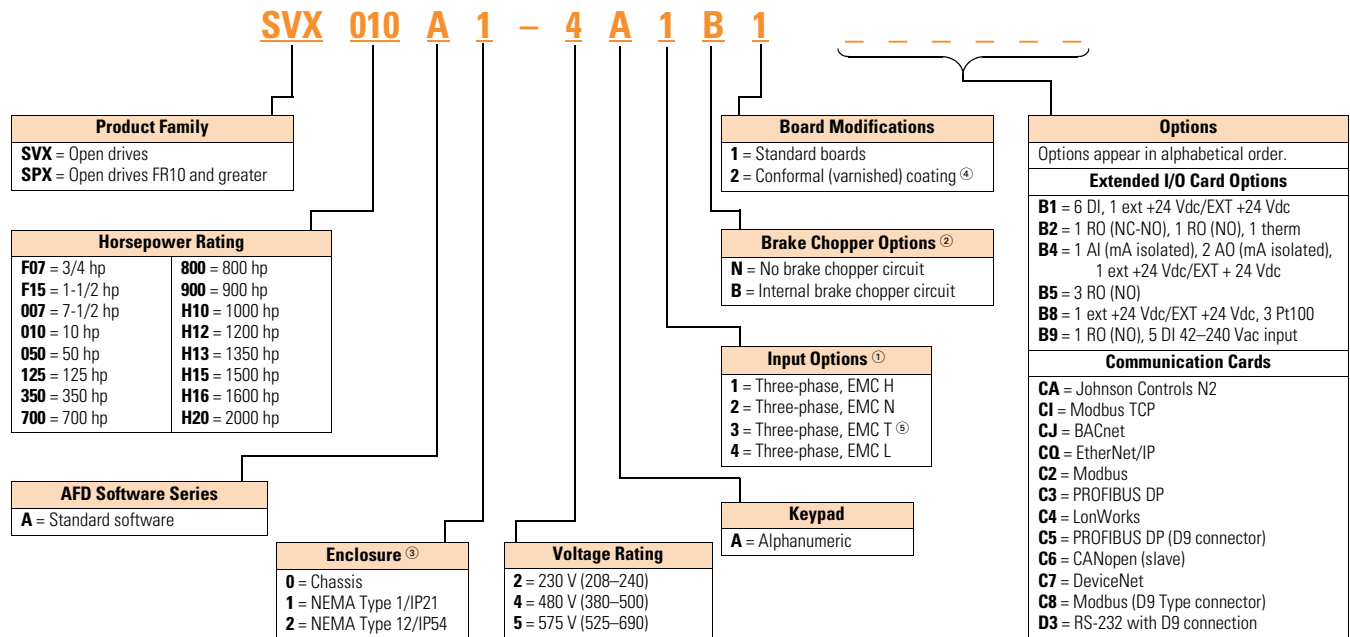 SVX 010 A 1 – 4 A 1 B 1 _ _ _ _ _ _
Product Family
SVX = Open drives
SPX = Open drives FR10 and greater
Horsepower Rating
F07 = 3/4 hp
F15 = 1-1/2 hp
007 = 7-1/2 hp
010 = 10 hp
050 = 50 hp
125 = 125 hp
350 = 350 hp
700 = 700 hp
800 = 800 hp
900 = 900 hp
H10 = 1000 hp
H12 = 1200 hp
H13 = 1350 hp
H15 = 1500 hp
H16 = 1600 hp
H20 = 2000 hp
AFD Software Series
A = Standard software
Enclosure ③
0 = Chassis
1 = NEMA Type 1/IP21
2 = NEMA Type 12/IP54
Voltage Rating
2 = 230 V (208–240)
4 = 480 V (380–500)
5 = 575 V (525–690)
Keypad
A = Alphanumeric
Input Options ①
1 = Three-phase, EMC H
2 = Three-phase, EMC N
3 = Three-phase, EMC T ⑤
4 = Three-phase, EMC L
Brake Chopper Options ②
N = No brake chopper circuit
B = Internal brake chopper circuit
Board Modifications
1 = Standard boards
2 = Conformal (varnished) coating ④
Options
Options appear in alphabetical order.
Extended I/O Card Options
B1 = 6 DI, 1 ext +24 Vdc/EXT +24 Vdc
B2 = 1 RO (NC-NO), 1 RO (NO), 1 therm
B4 = 1 AI (mA isolated), 2 AO (mA isolated),
1 ext +24 Vdc/EXT + 24 Vdc
B5 = 3 RO (NO)
B8 = 1 ext +24 Vdc/EXT +24 Vdc, 3 Pt100
B9 = 1 RO (NO), 5 DI 42–240 Vac input
Communication Cards
CA = Johnson Controls N2
CI = Modbus TCP
CJ = BACnet
CQ = EtherNet/IP
C2 = Modbus
C3 = PROFIBUS DP
C4 = LonWorks
C5 = PROFIBUS DP (D9 connector)
C6 = CANopen (slave)
C7 = DeviceNet
C8 = Modbus (D9 Type connector)
D3 = RS-232 with D9 connection